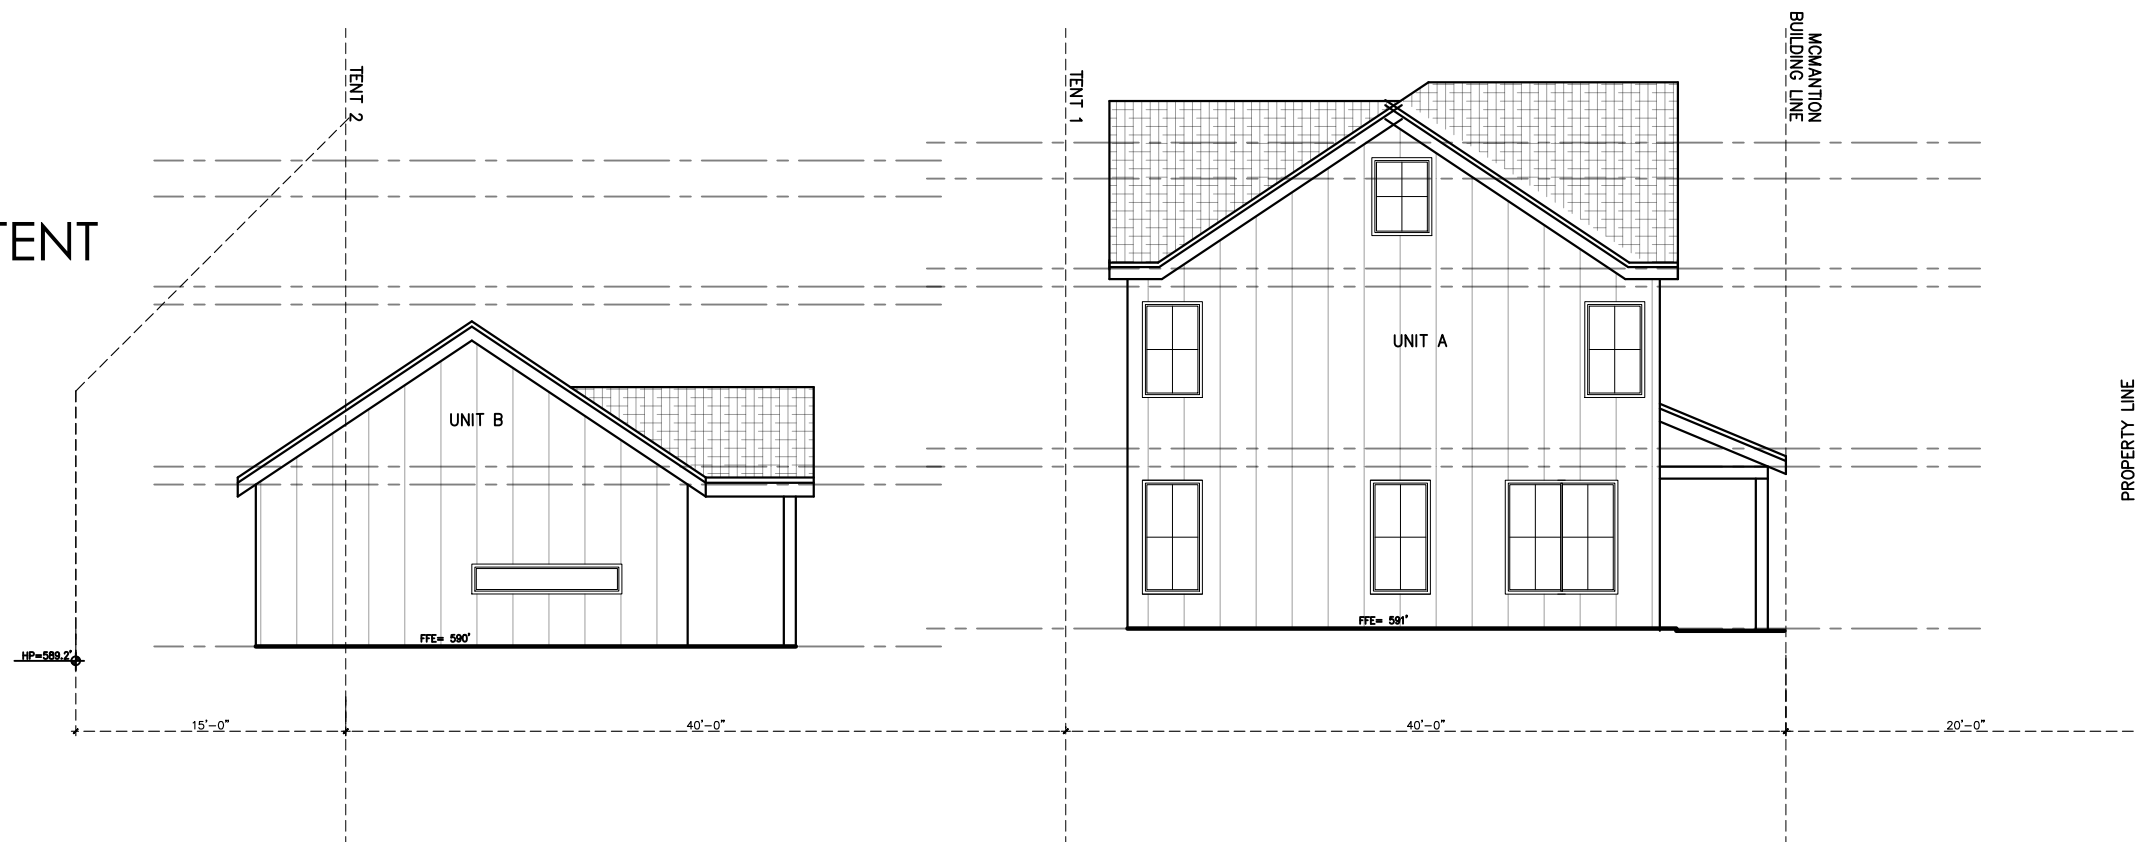 MCMANTION
BUILDING LINE
TENT 2
TENT 1
TENT
UNIT A
UNIT B
PROPERTY LINE
FFE= 591'
FFE= 590'
HP=589.2'
15'-0"
40'-0"
40'-0"
20'-0"